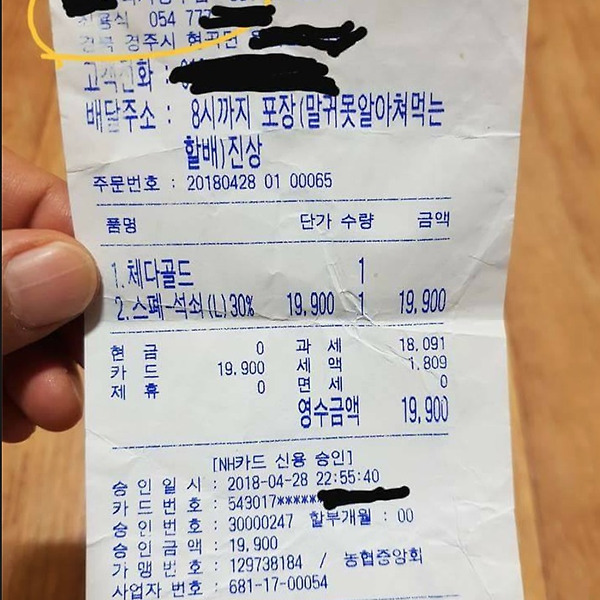 신용식 054 777
경북 경주시 현곡면
고객전화 :
배달주소 : 8시까지 포장(말귀못알아쳐먹는
할배)진상
주문번호 : 20180428 01 00065
품명 단가 수량 금액
1.체다골드 1
2.스페-석쇠(L)30% 19,900 1 19,900
현 금 0 과 세 18,091
카 드 19,900 세 액 1,809
제 휴 0 면 세 0
영수금액 19,900
[NH카드 신용 승인]
승 인 일 시 : 2018-04-28 22:55:40
카 드 번 호 : 543017******
승 인 번 호 : 30000247 할부개월 : 00
승 인 금 액 : 19,900
가 맹 번 호 : 129738184 / 농협중앙회
사업자 번호 : 681-17-00054